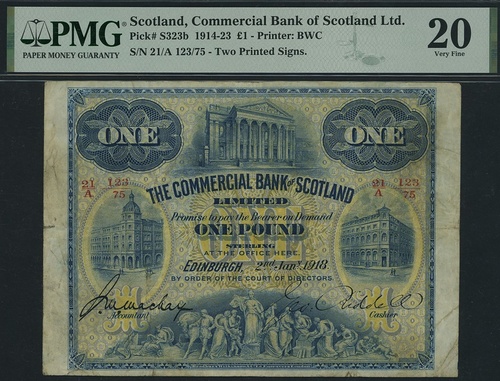 PMG
PAPER MONEY GUARANTY
Scotland, Commercial Bank of Scotland Ltd.
Pick# S323b 1914-23 £1 - Printer: BWC
S/N 21/A 123/75 - Two Printed Signs.
20
Very Fine
ONE
ONE
21/A 123/75
21/A 123/75
THE COMMERCIAL BANK of SCOTLAND
LIMITED
Promise to pay the Bearer on Demand
ONE POUND
STERLING
AT THE OFFICE HERE.
EDINBURGH, 2nd Jany. 1918
BY ORDER OF THE COURT OF DIRECTORS.
Accountant
Cashier